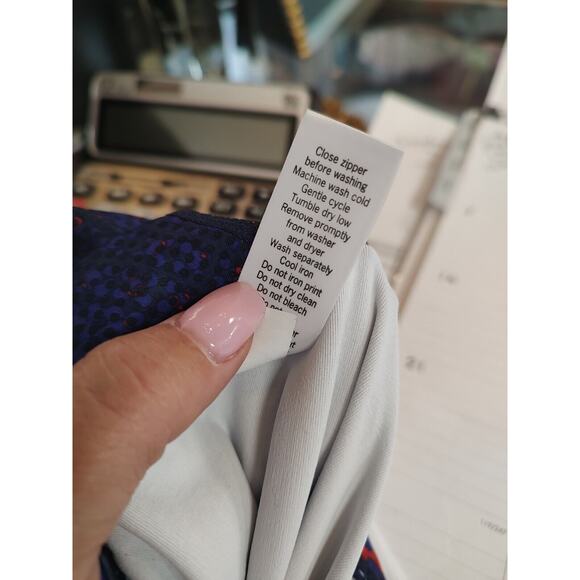 Close zipper
before washing
Machine wash cold
Gentle cycle
Tumble dry low
Remove promptly
from washer
and dryer
Wash separately
Cool iron
Do not iron print
Do not dry clean
Do not bleach
21